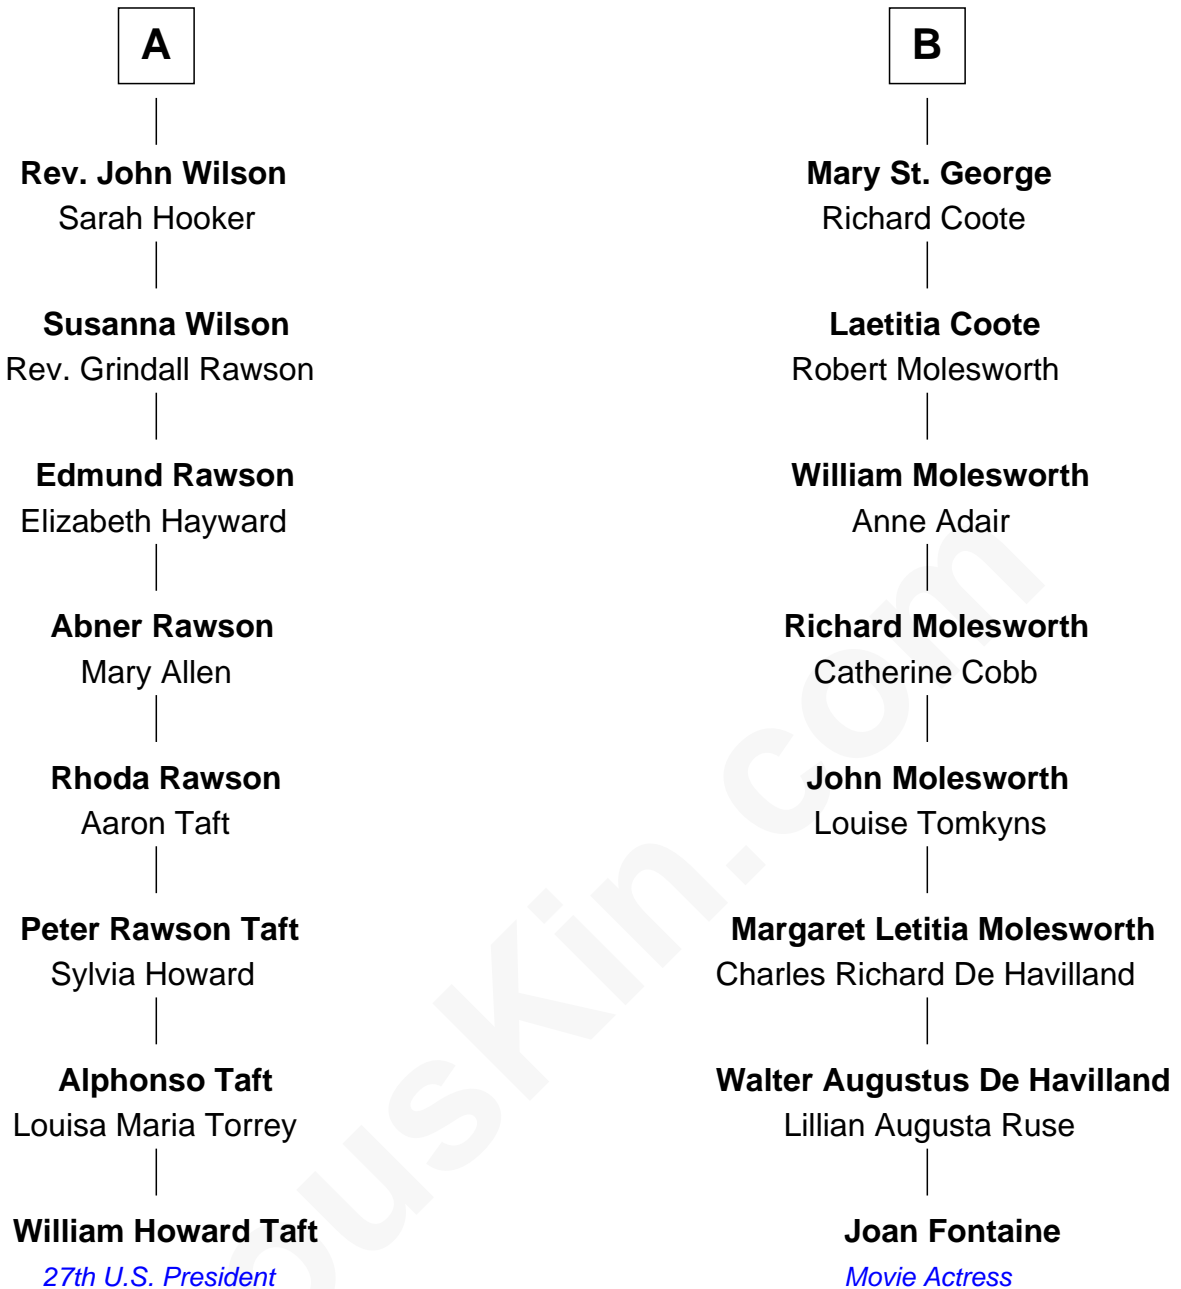 A
Rev. John Wilson
Sarah Hooker
Susanna Wilson
Rev. Grindall Rawson
Edmund Rawson
Elizabeth Hayward
Abner Rawson
Mary Allen
Rhoda Rawson
Aaron Taft
Peter Rawson Taft
Sylvia Howard
Alphonso Taft
Louisa Maria Torrey
William Howard Taft
27th U.S. President
B
Mary St. George
Richard Coote
Laetitia Coote
Robert Molesworth
William Molesworth
Anne Adair
Richard Molesworth
Catherine Cobb
John Molesworth
Louise Tomkyns
Margaret Letitia Molesworth
Charles Richard De Havilland
Walter Augustus De Havilland
Lillian Augusta Ruse
Joan Fontaine
Movie Actress
ousKin.com